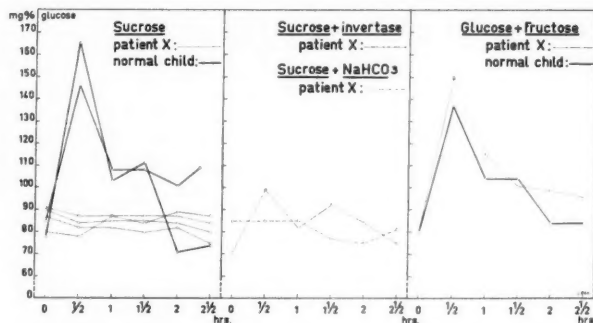 mg%
glucose
170
160
150
140
130
120
110
100
90
80
70
60
50
0
Sucrose
patient X:
normal child:
0 ½ 1 1½ 2 2½
hrs.
Sucrose+invertase
patient X:
Sucrose+NaHCO3
patient X:
0 ½ 1 1½ 2 2½
hrs.
Glucose+fructose
patient X:
normal child:
0 ½ 1 1½ 2 2½
hrs.